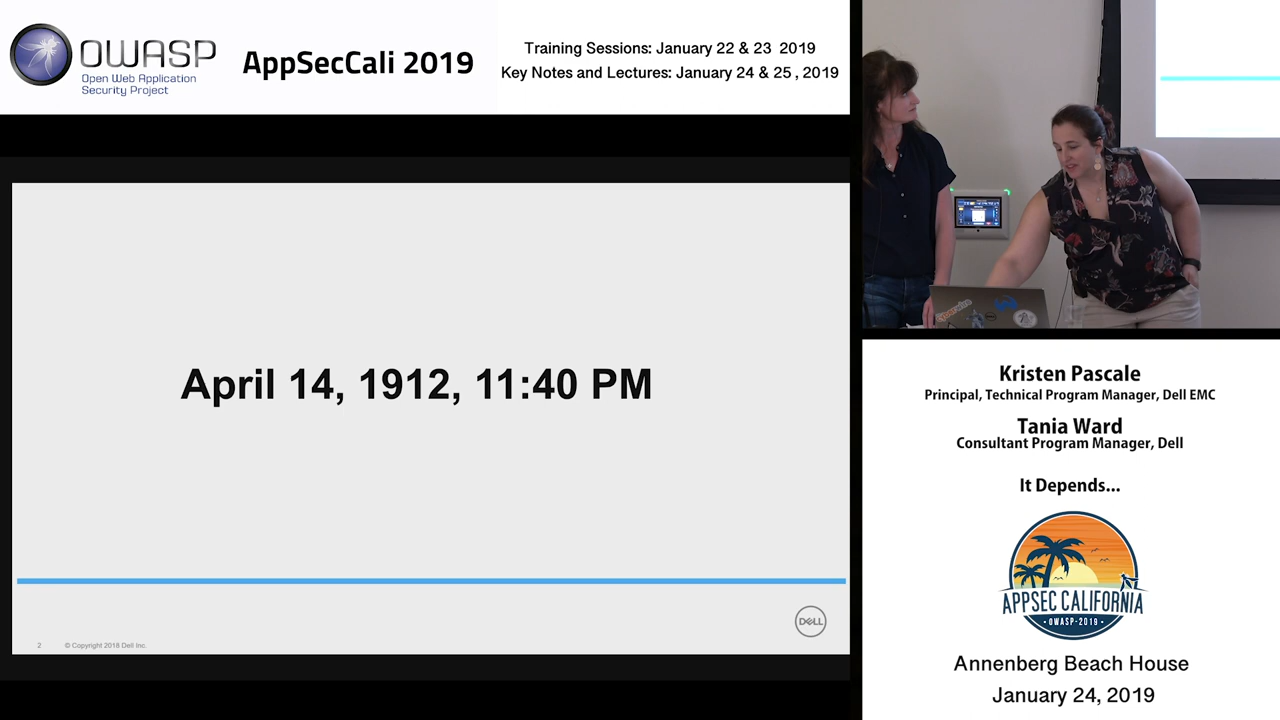 OWASP
Open Web Application
Security Project
AppSecCali 2019
Training Sessions: January 22 & 23 2019
Key Notes and Lectures: January 24 & 25 , 2019
April 14, 1912, 11:40 PM
2 © Copyright 2018 Dell Inc.
DELL
Kristen Pascale
Principal, Technical Program Manager, Dell EMC
Tania Ward
Consultant Program Manager, Dell
It Depends...
APPSEC CALIFORNIA
• OWASP-2019 •
Annenberg Beach House
January 24, 2019